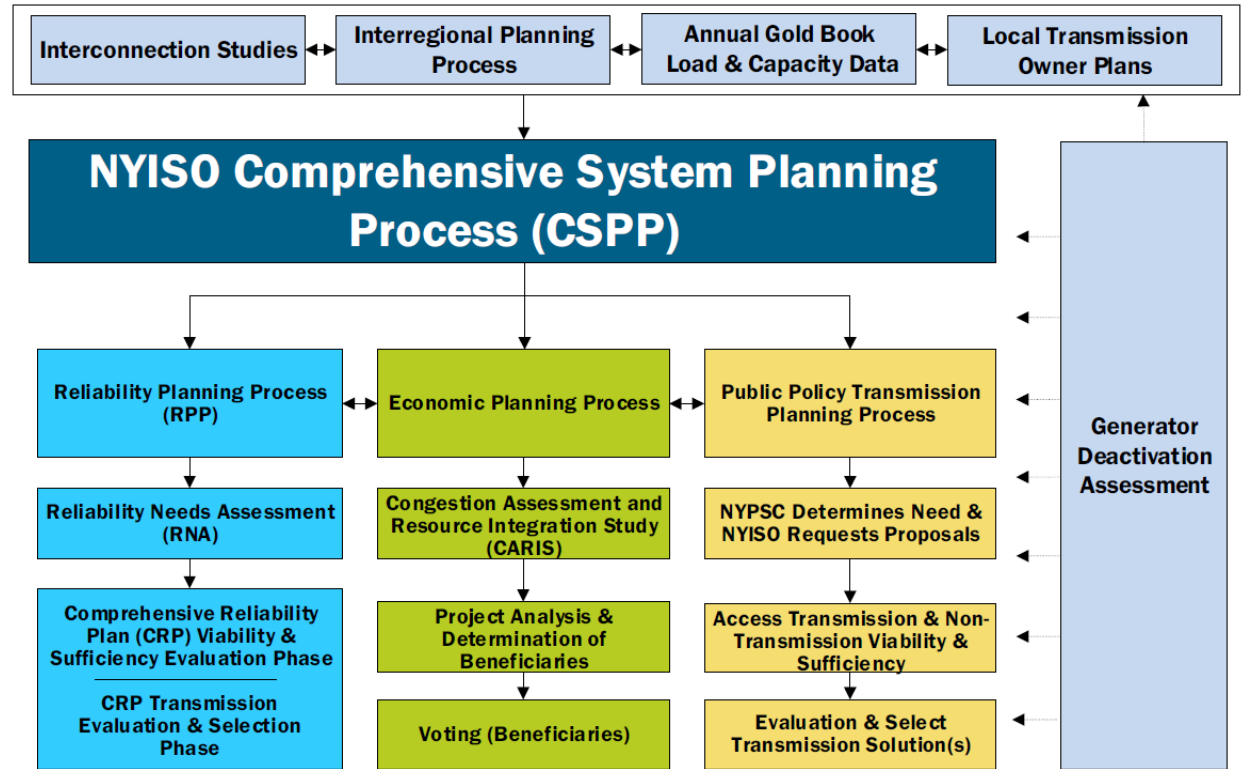 Interconnection Studies
Interregional Planning
Process
Annual Gold Book
Load & Capacity Data
Local Transmission
Owner Plans
NYISO Comprehensive System Planning
Process (CSPP)
Reliability Planning Process
(RPP)
Economic Planning Process
Public Policy Transmission
Planning Process
Generator
Deactivation
Assessment
Reliability Needs Assessment
(RNA)
Congestion Assessment and
Resource Integration Study
(CARIS)
NYPSC Determines Need &
NYISO Requests Proposals
Comprehensive Reliability
Plan (CRP) Viability &
Sufficiency Evaluation Phase
CRP Transmission
Evaluation & Selection
Phase
Project Analysis &
Determination of
Beneficiaries
Access Transmission & Non-
Transmission Viability &
Sufficiency
Voting (Beneficiaries)
Evaluation & Select
Transmission Solution(s)